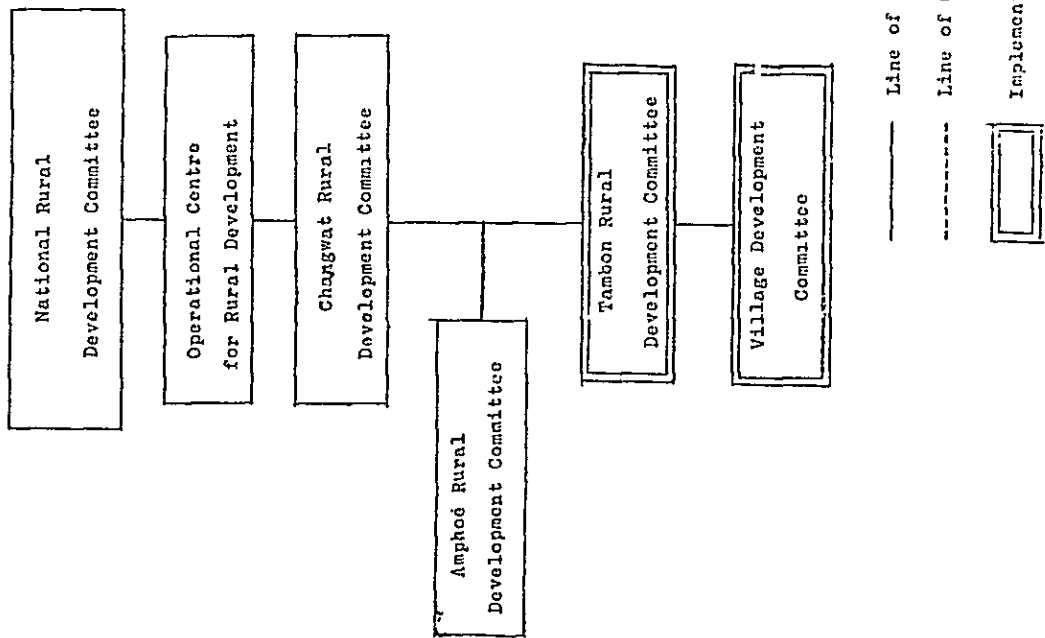 National Rural
Development Committee
Operational Centre
for Rural Development
Changwat Rural
Development Committee
Amphoé Rural
Development Committee
Tambon Rural
Development Committee
Village Development
Committee
Line of
Line of